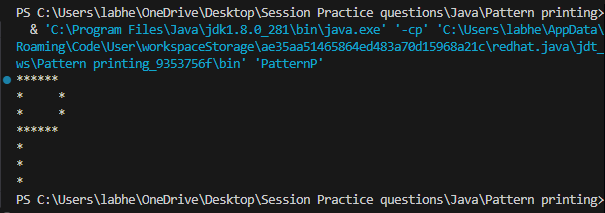 PS C:\Users\labhe\OneDrive\Desktop\Session Practice questions\Java\Pattern printing>
& 'C:\Program Files\Java\jdk1.8.0_281\bin\java.exe' '-cp' 'C:\Users\labhe\AppData\
Roaming\Code\User\workspaceStorage\ae35aa51465864ed483a70d15968a21c\redhat.java\jdt_
ws\Pattern printing_9353756f\bin' 'PatternP'
******
*     *
*     *
******
*
*
*
PS C:\Users\labhe\OneDrive\Desktop\Session Practice questions\Java\Pattern printing>